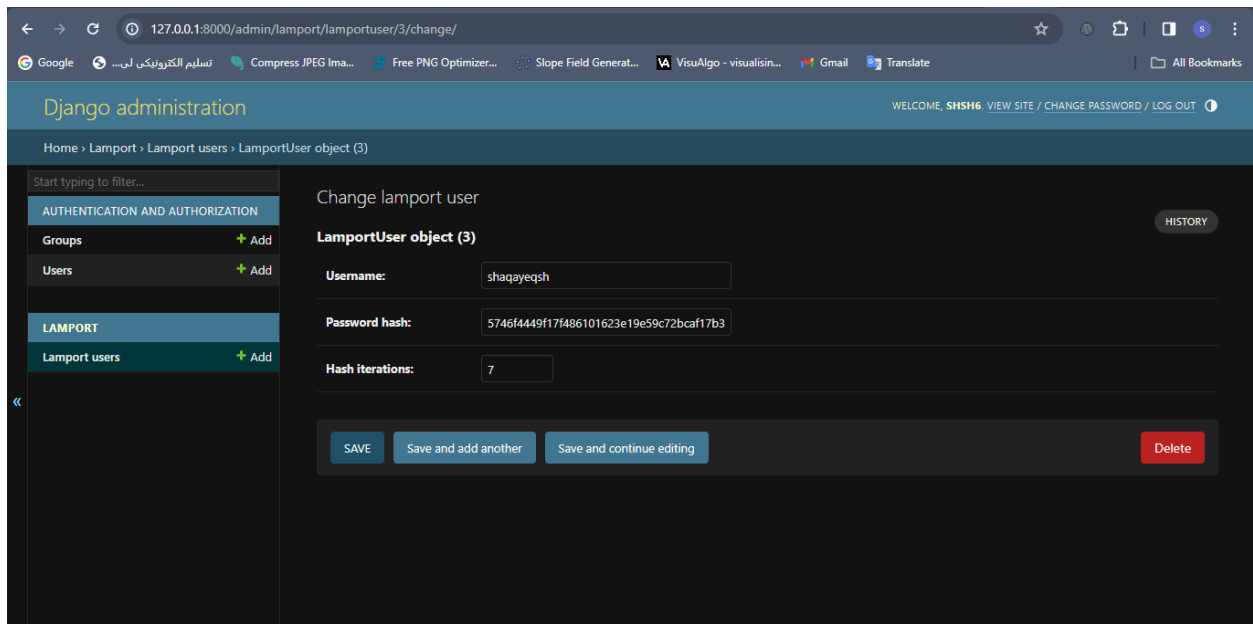 127.0.0.1:8000/admin/lamport/lamportuser/3/change/
S
Google تسلیم الکترونیکی لی... Compress JPEG Ima... Free PNG Optimizer... Slope Field Generat... VisuAlgo - visualisin... Gmail Translate All Bookmarks
Django administration
WELCOME, SHSH6. VIEW SITE / CHANGE PASSWORD / LOG OUT
Home › Lamport › Lamport users › LamportUser object (3)
Start typing to filter...
AUTHENTICATION AND AUTHORIZATION
Groups + Add
Users + Add
LAMPORT
Lamport users + Add
«
Change lamport user
HISTORY
LamportUser object (3)
Username: shaqayeqsh
Password hash: 5746f4449f17f486101623e19e59c72bcaf17b3
Hash iterations: 7
SAVE Save and add another Save and continue editing Delete